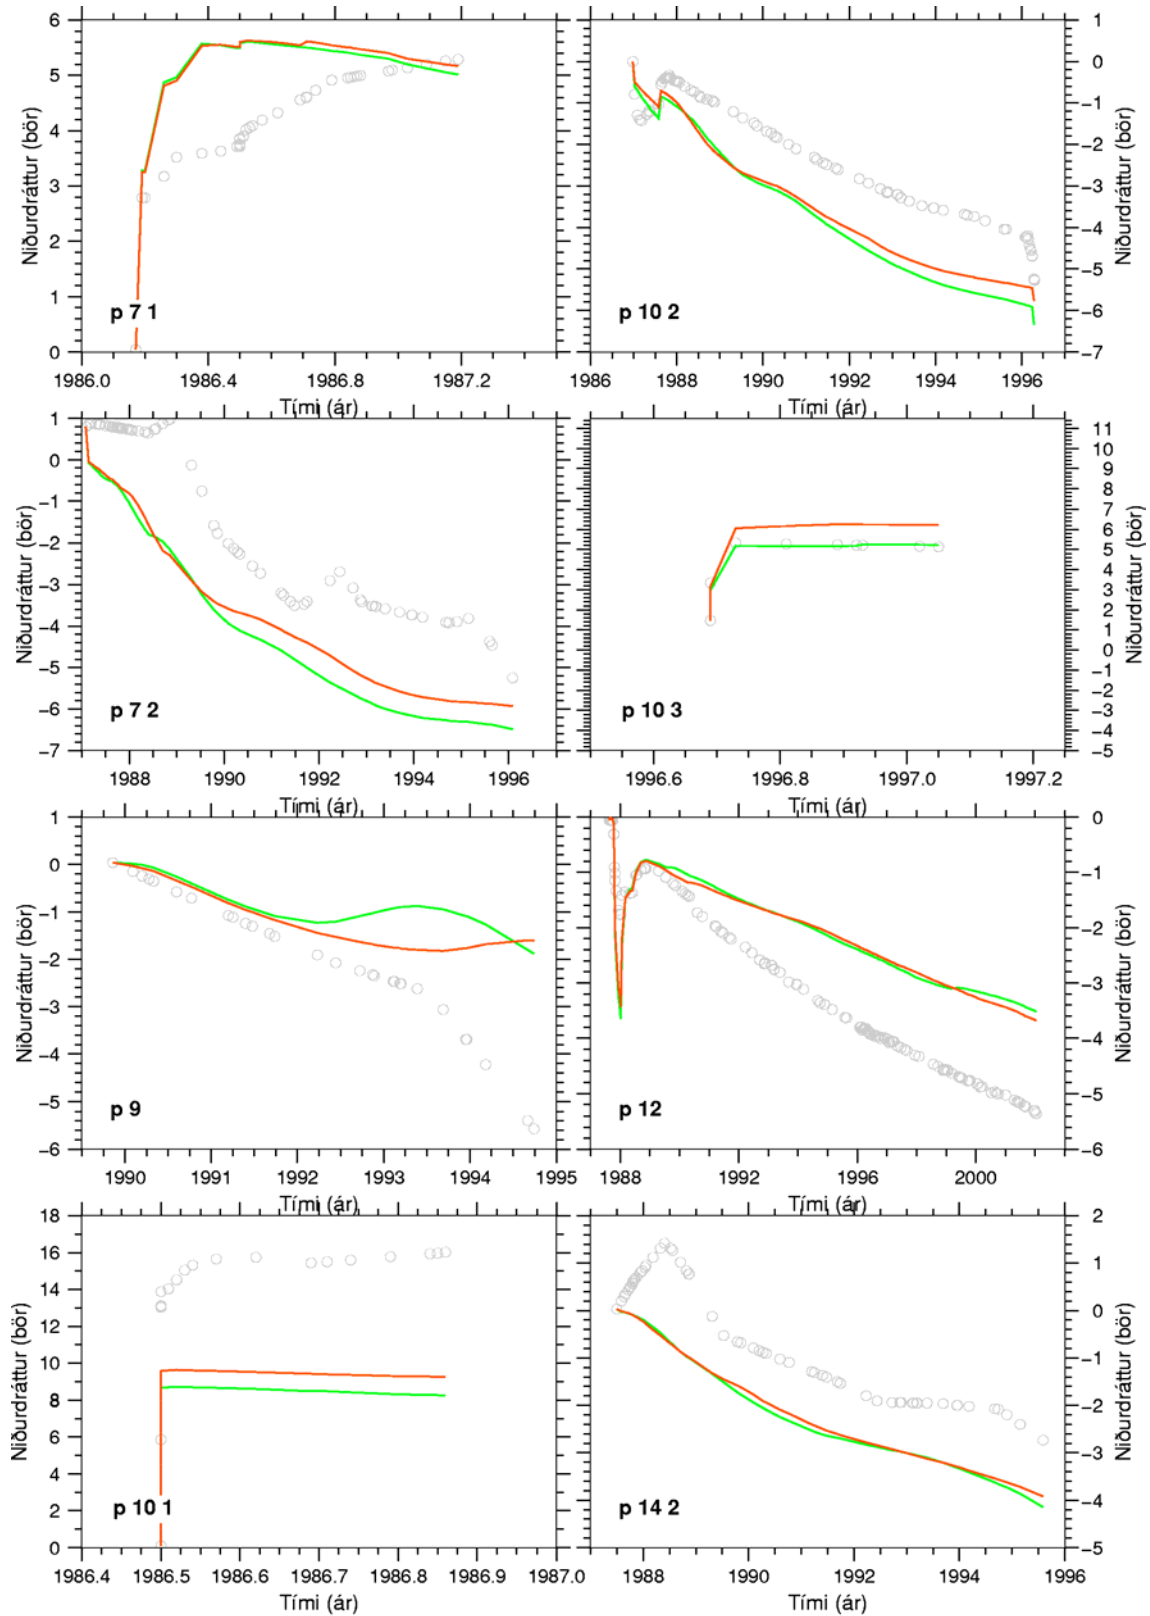 6
5
4
3
2
1
0
Niðurdráttur (bör)
p 7 1
1986.0 1986.4 1986.8 1987.2
Tími (ár)
1
0
−1
−2
−3
−4
−5
−6
−7
Niðurdráttur (bör)
p 10 2
1986 1988 1990 1992 1994 1996
Tími (ár)
1
0
−1
−2
−3
−4
−5
−6
−7
Niðurdráttur (bör)
p 7 2
1988 1990 1992 1994 1996
Tími (ár)
11
10
9
8
7
6
5
4
3
2
1
0
−1
−2
−3
−4
−5
Niðurdráttur (bör)
p 10 3
1996.6 1996.8 1997.0 1997.2
Tími (ár)
1
0
−1
−2
−3
−4
−5
−6
Niðurdráttur (bör)
p 9
1990 1991 1992 1993 1994 1995
Tími (ár)
0
−1
−2
−3
−4
−5
−6
Niðurdráttur (bör)
p 12
1988 1992 1996 2000
Tími (ár)
18
16
14
12
10
8
6
4
2
0
Niðurdráttur (bör)
p 10 1
1986.4 1986.5 1986.6 1986.7 1986.8 1986.9 1987.0
Tími (ár)
2
1
0
−1
−2
−3
−4
−5
Niðurdráttur (bör)
p 14 2
1988 1990 1992 1994 1996
Tími (ár)